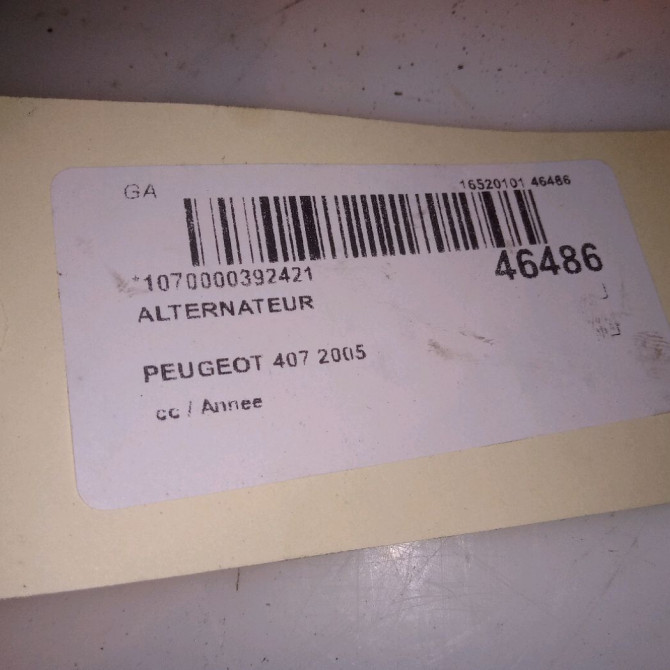 GA
16520101 46486
*1070000392421
46486
ALTERNATEUR
PEUGEOT 407 2005
cc / Annee